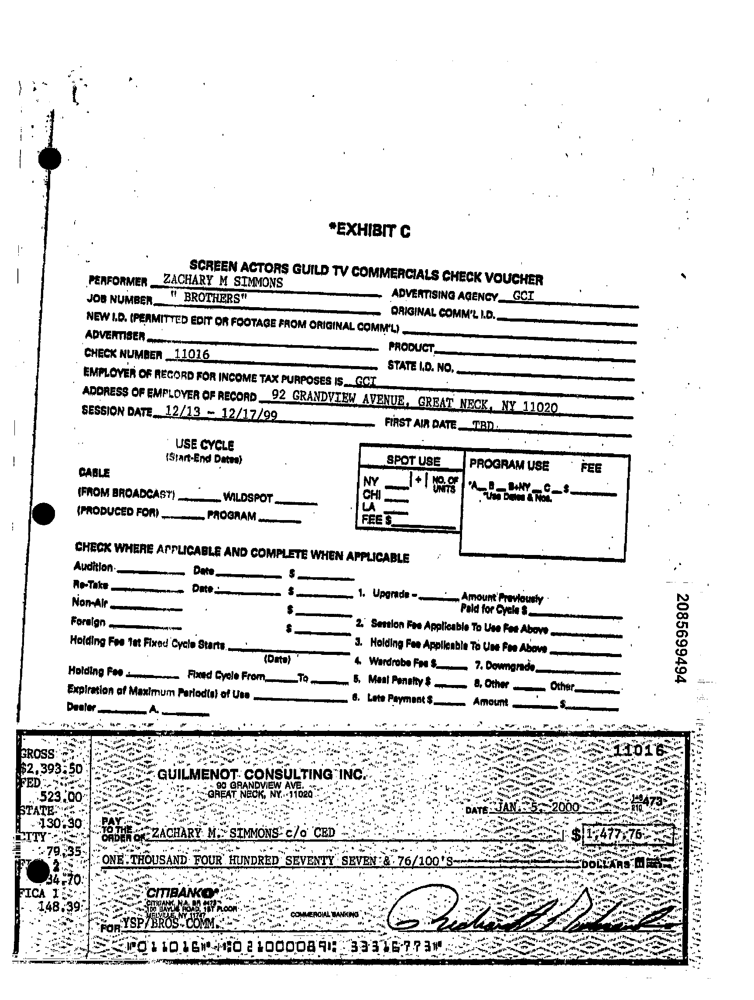 *EXHIBIT C
SCREEN ACTORS GUILD TV COMMERCIALS CHECK VOUCHER
PERFORMER ZACHARY M SIMMONS ADVERTISING AGENCY GCI
JOB NUMBER " BROTHERS" ORIGINAL COMM'L I.D.
NEW I.D. (PERMITTED EDIT OR FOOTAGE FROM ORIGINAL COMM'L)
ADVERTISER PRODUCT
CHECK NUMBER 11016 STATE I.D. NO.
EMPLOYER OF RECORD FOR INCOME TAX PURPOSES IS GCI
ADDRESS OF EMPLOYER OF RECORD 92 GRANDVIEW AVENUE, GREAT NECK, NY 11020
SESSION DATE 12/13 - 12/17/99 FIRST AIR DATE TBD
USE CYCLE
(Start-End Dates)
CABLE
(FROM BROADCAST) WILDSPOT
(PRODUCED FOR) PROGRAM
SPOT USE
NY + NO. OF UNITS
CHI
LA
FEE $
PROGRAM USE FEE
*A B B+NY C $
*Use Dates & Nos.
CHECK WHERE APPLICABLE AND COMPLETE WHEN APPLICABLE
Audition Date $
Re-Take Date $ 1. Upgrade - Amount Previously Paid for Cycle $
Non-Air $
Foreign $ 2. Session Fee Applicable To Use Fee Above
Holding Fee 1st Fixed Cycle Starts 3. Holding Fee Applicable To Use Fee Above
(Date) 4. Wardrobe Fee $ 7. Downgrade
Holding Fee Fixed Cycle From To 5. Meal Penalty $ 8. Other Other
Expiration of Maximum Period(s) of Use 6. Late Payment $ Amount $
Dealer A.
2085699494
GROSS
$2,393.50
FED
523.00
STATE
130.30
CITY
79.35
FICA 1
148.39
11016
GUILMENOT CONSULTING INC.
90 GRANDVIEW AVE.
GREAT NECK, NY 11020
DATE JAN. 5, 2000
PAY TO THE ORDER OF ZACHARY M. SIMMONS c/o CED $ 1,477.76
ONE THOUSAND FOUR HUNDRED SEVENTY SEVEN & 76/100'S DOLLARS
CITIBANK
CITIBANK, N.A.
MELVILLE, NY 11747
COMMERCIAL BANKING
FOR YSP/BROS.COMM.